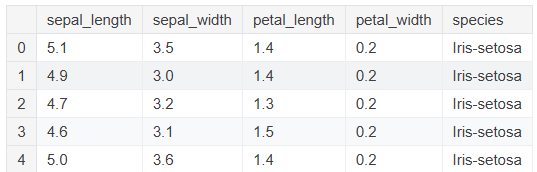 sepal_length sepal_width petal_length petal_width species
0 5.1 3.5 1.4 0.2 Iris-setosa
1 4.9 3.0 1.4 0.2 Iris-setosa
2 4.7 3.2 1.3 0.2 Iris-setosa
3 4.6 3.1 1.5 0.2 Iris-setosa
4 5.0 3.6 1.4 0.2 Iris-setosa